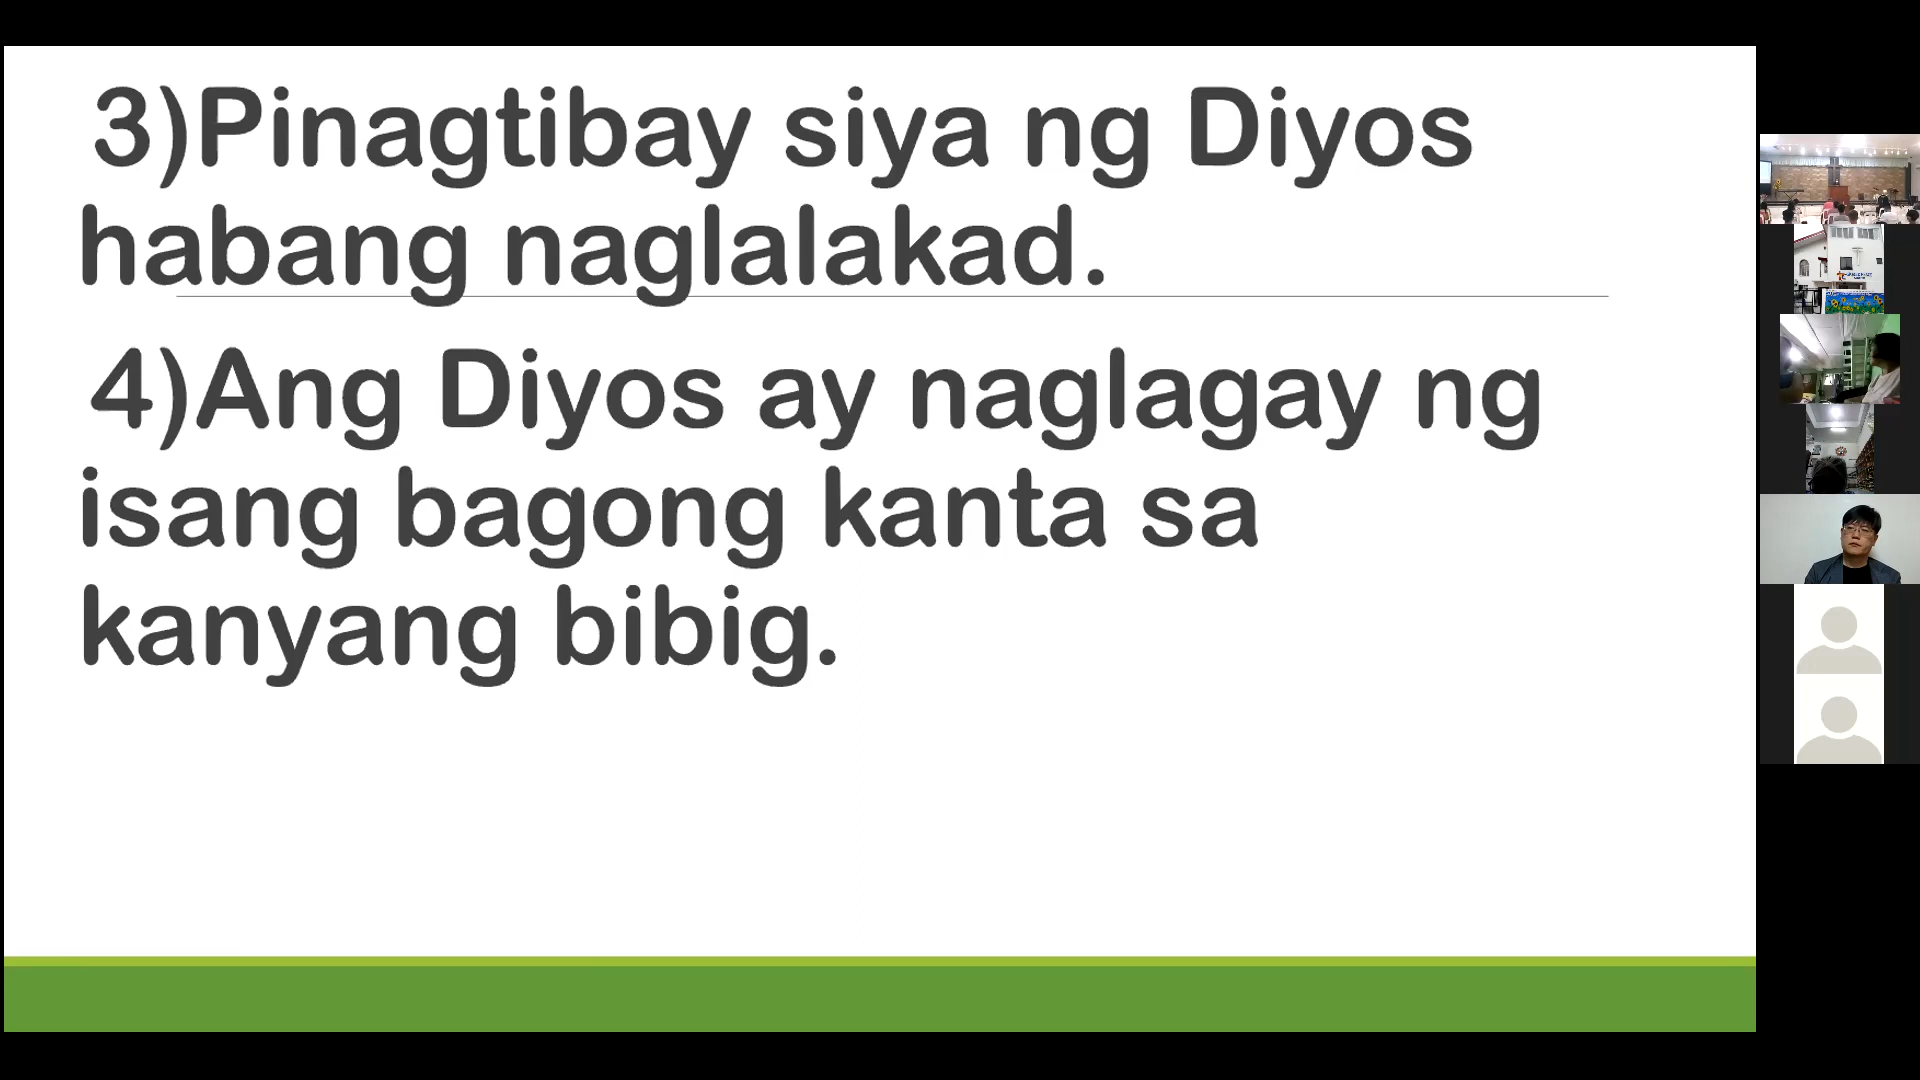 3)Pinagtibay siya ng Diyos
habang naglalakad.
4)Ang Diyos ay naglagay ng
isang bagong kanta sa
kanyang bibig.